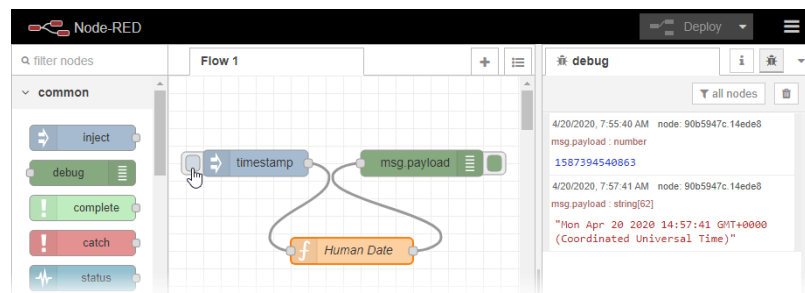 Node-RED
Deploy
filter nodes
Flow 1
debug
i
common
all nodes
inject
debug
complete
catch
status
timestamp
msg.payload
Human Date
4/20/2020, 7:55:40 AM node: 90b5947c.14ede8
msg.payload : number
1587394540863
4/20/2020, 7:57:41 AM node: 90b5947c.14ede8
msg.payload : string[62]
"Mon Apr 20 2020 14:57:41 GMT+0000
(Coordinated Universal Time)"